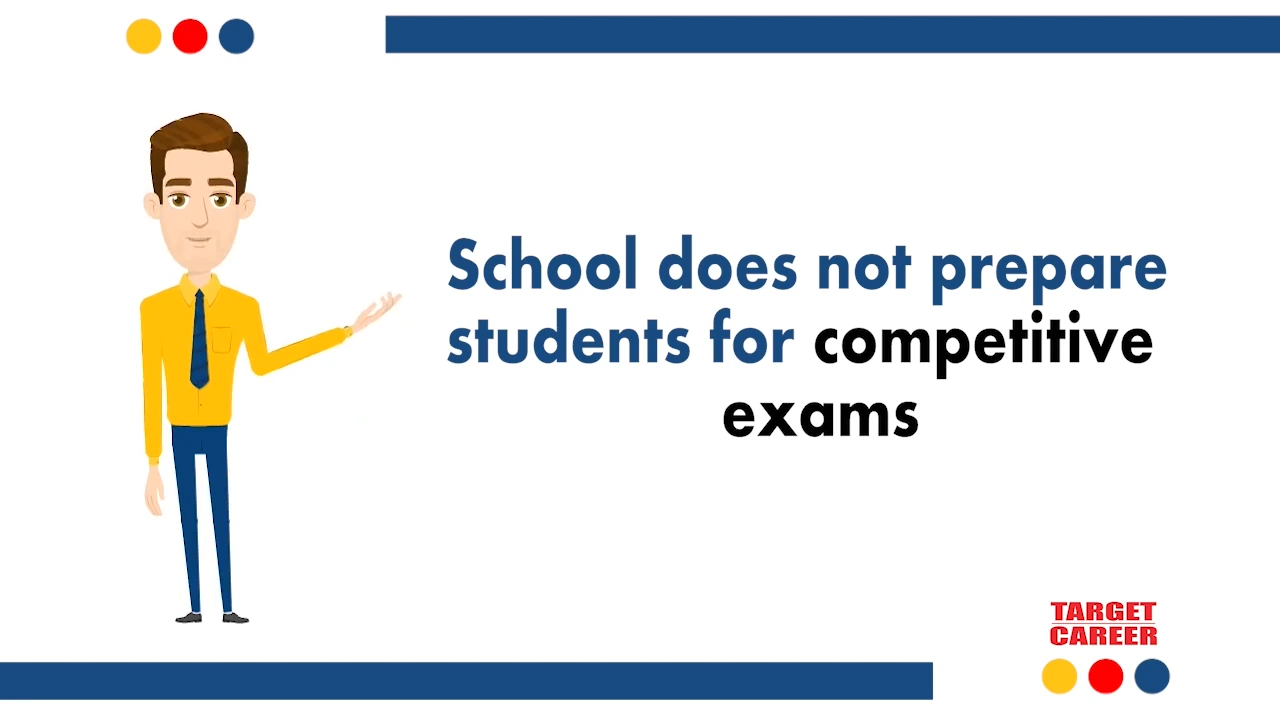 School does not prepare
students for competitive
exams
TARGET
CAREER